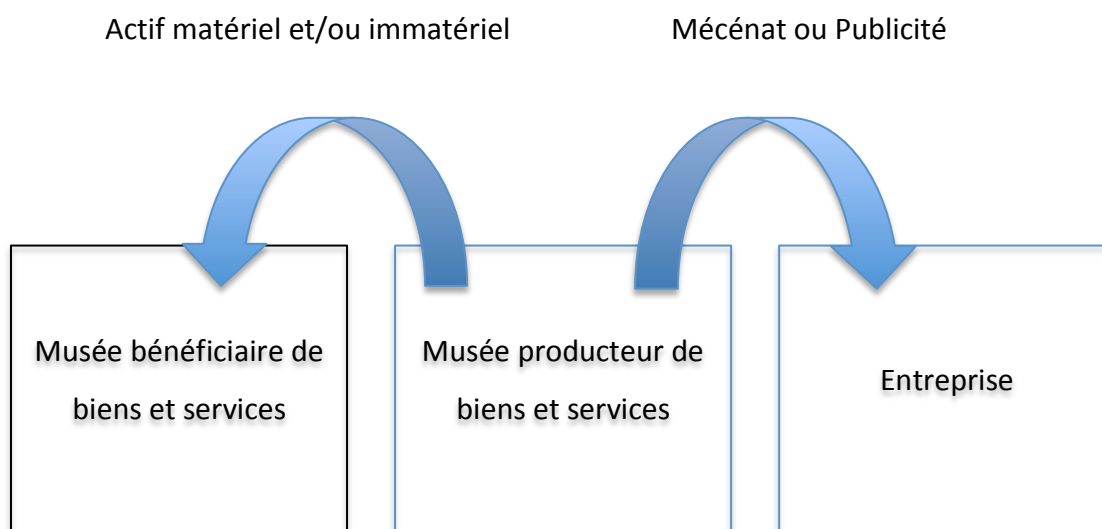 Actif matériel et/ou immatériel
Mécénat ou Publicité
Musée bénéficiaire de
biens et services
Musée producteur de
biens et services
Entreprise